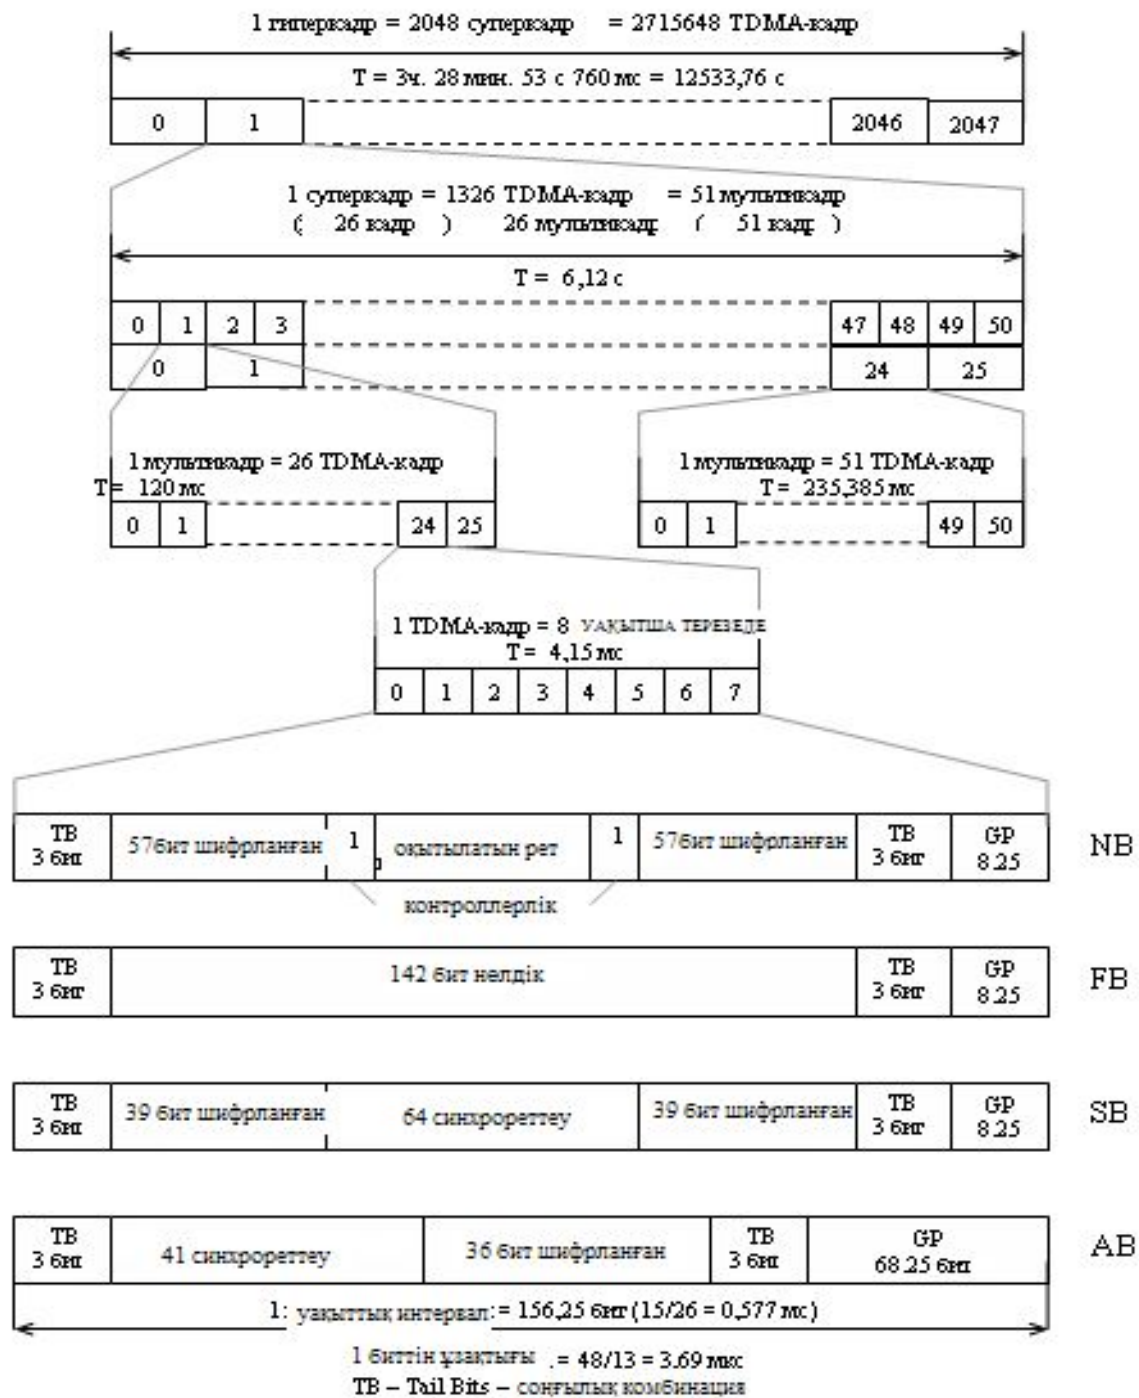 1 гиперкадр = 2048 суперкадр = 2715648 TDMA-кадр
T = 3ч. 28 мин. 53 с 760 мс = 12533,76 с
0 1 2046 2047
1 суперкадр = 1326 TDMA-кадр = 51 мультикадр
( 26 кадр ) 26 мультикадр ( 51 кадр )
T = 6,12 с
0 1 2 3 47 48 49 50
0 1 24 25
1 мультикадр = 26 TDMA-кадр 1 мультикадр = 51 TDMA-кадр
T = 120 мс T = 235,385 мс
0 1 24 25 0 1 49 50
1 TDMA-кадр = 8 УАҚЫТША ТЕРЕЗЕДЕ
T = 4,15 мс
0 1 2 3 4 5 6 7
TB 3 бит 57бит шифрланған 1 оқытылатын рет 1 57бит шифрланған TB 3 бит GP 8.25 NB
контроллерлік
TB 3 бит 142 бит нөлдік TB 3 бит GP 8.25 FB
TB 3 бит 39 бит шифрланған 64 синхрореттеу 39 бит шифрланған TB 3 бит GP 8.25 SB
TB 3 бит 41 синхрореттеу 36 бит шифрланған TB 3 бит GP 68.25 бит AB
1: уақыттық интервал: = 156,25 бит (15/26 = 0,577 мс)
1 биттін ұзақтығы . = 48/13 = 3.69 мкс
TB – Tail Bits – соңғылық комбинация